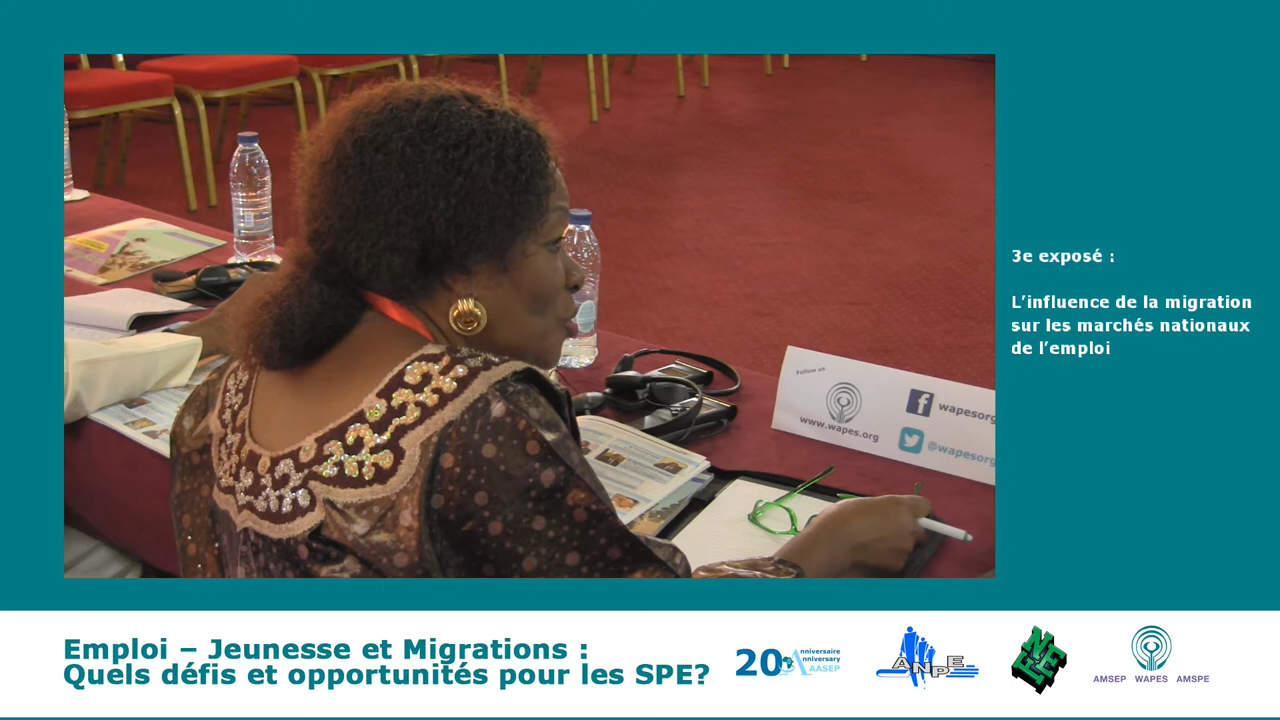 3e exposé :
L’influence de la migration
sur les marchés nationaux
de l’emploi
Follow us
www.wapes.org
wapesorg
@wapesorg
Emploi – Jeunesse et Migrations :
Quels défis et opportunités pour les SPE?
20 Anniversaire
Anniversary
AASEP
ANPE
AMSEP WAPES AMSPE